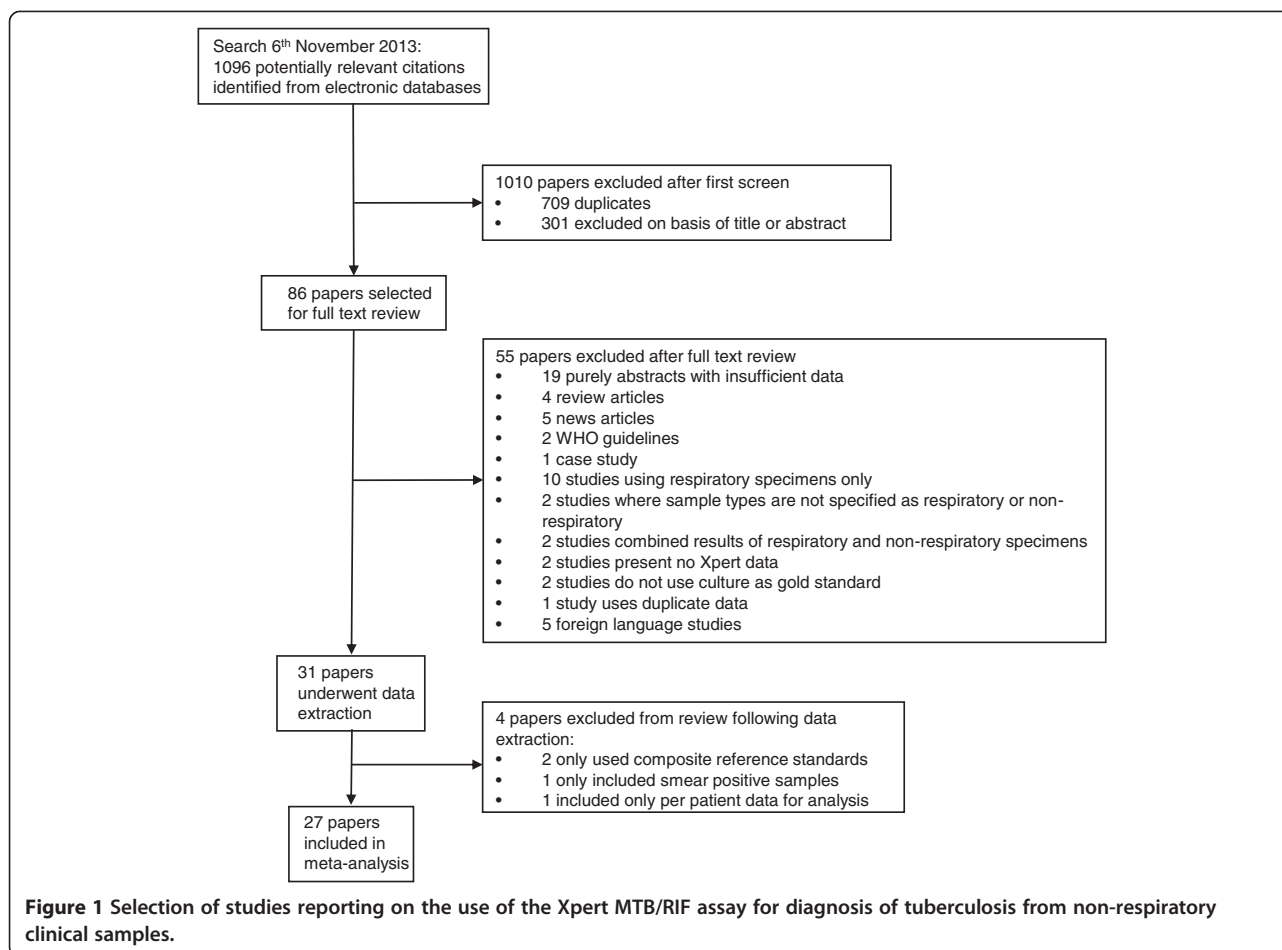 Search 6th November 2013:
1096 potentially relevant citations
identified from electronic databases
1010 papers excluded after first screen
• 709 duplicates
• 301 excluded on basis of title or abstract
86 papers selected
for full text review
55 papers excluded after full text review
• 19 purely abstracts with insufficient data
• 4 review articles
• 5 news articles
• 2 WHO guidelines
• 1 case study
• 10 studies using respiratory specimens only
• 2 studies where sample types are not specified as respiratory or non-
respiratory
• 2 studies combined results of respiratory and non-respiratory specimens
• 2 studies present no Xpert data
• 2 studies do not use culture as gold standard
• 1 study uses duplicate data
• 5 foreign language studies
31 papers
underwent data
extraction
4 papers excluded from review following data
extraction:
• 2 only used composite reference standards
• 1 only included smear positive samples
• 1 included only per patient data for analysis
27 papers
included in
meta-analysis
Figure 1 Selection of studies reporting on the use of the Xpert MTB/RIF assay for diagnosis of tuberculosis from non-respiratory
clinical samples.